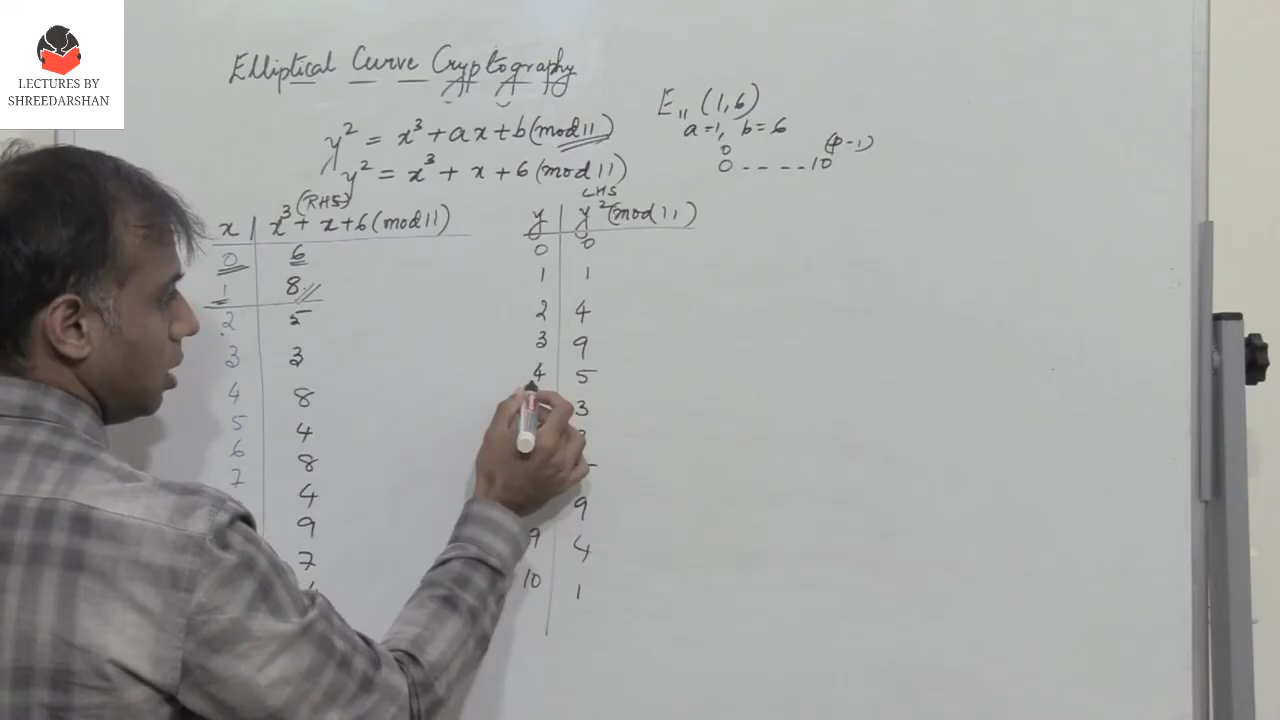 LECTURES BY
SHREEDARSHAN
Elliptical Curve Cryptography
y² = x³ + ax + b (mod 11)
y² = x³ + x + 6 (mod 11)
E₁₁ (1, 6)
a = 1, b = 6
0
(p-1)
0 - - - - 10
(RHS)
x | x³ + x + 6 (mod 11)
0 6
1 8
2 5
3 3
4 8
5 4
6 8
7 4
9
7
LHS
y | y² (mod 11)
0 0
1 1
2 4
3 9
4 5
3
9
9 4
10 1